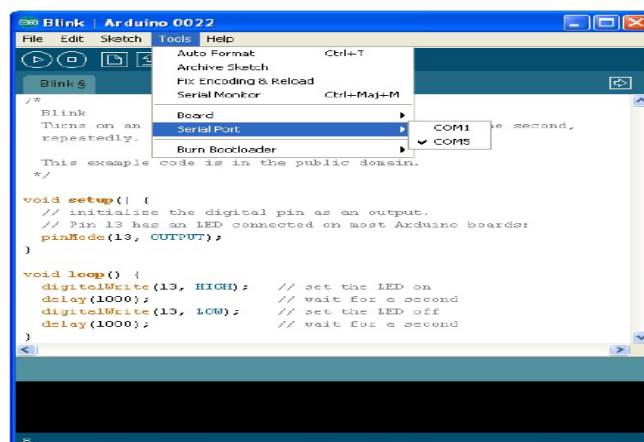 Blink | Arduino 0022
File Edit Sketch Tools Help
Auto Format Ctrl+T
Archive Sketch
Fix Encoding & Reload
Serial Monitor Ctrl+Maj+M
Board
Serial Port
Burn Bootloader
COM1
COM5
Blink §
/*
Blink
Turns on an e second,
repeatedly.
This example code is in the public domain.
*/
void setup() {
// initialize the digital pin as an output.
// Pin 13 has an LED connected on most Arduino boards:
pinMode(13, OUTPUT);
}
void loop() {
digitalWrite(13, HIGH); // set the LED on
delay(1000); // wait for a second
digitalWrite(13, LOW); // set the LED off
delay(1000); // wait for a second
}